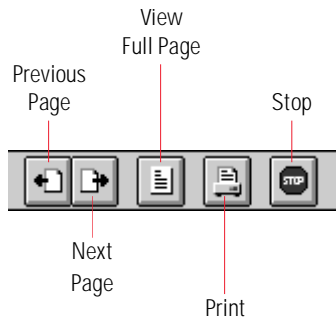 View
Full Page
Previous
Page
Stop
STOP
Next
Page
Print